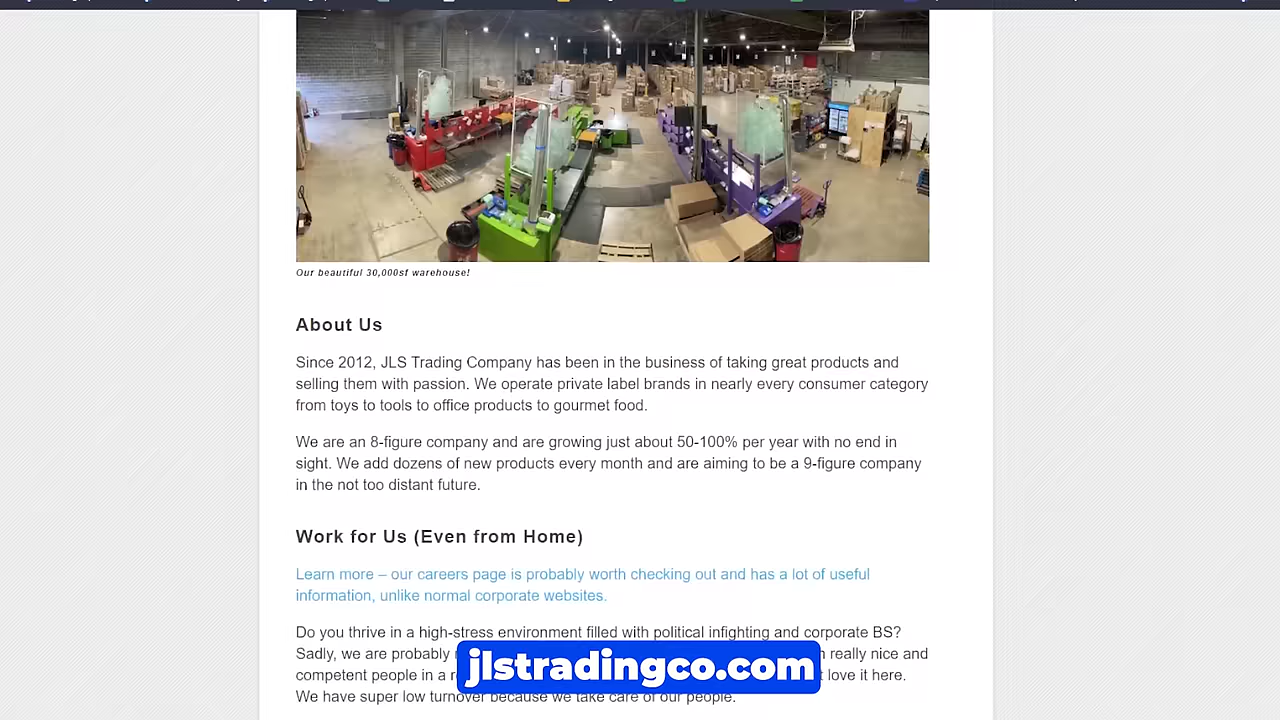 Our beautiful 30,000sf warehouse!
About Us
Since 2012, JLS Trading Company has been in the business of taking great products and
selling them with passion. We operate private label brands in nearly every consumer category
from toys to tools to office products to gourmet food.
We are an 8-figure company and are growing just about 50-100% per year with no end in
sight. We add dozens of new products every month and are aiming to be a 9-figure company
in the not too distant future.
Work for Us (Even from Home)
Learn more – our careers page is probably worth checking out and has a lot of useful
information, unlike normal corporate websites.
Do you thrive in a high-stress environment filled with political infighting and corporate BS?
Sadly, we are probably really nice and
competent people in a love it here.
We have super low turnover because we take care of our people.
jlstradingco.com